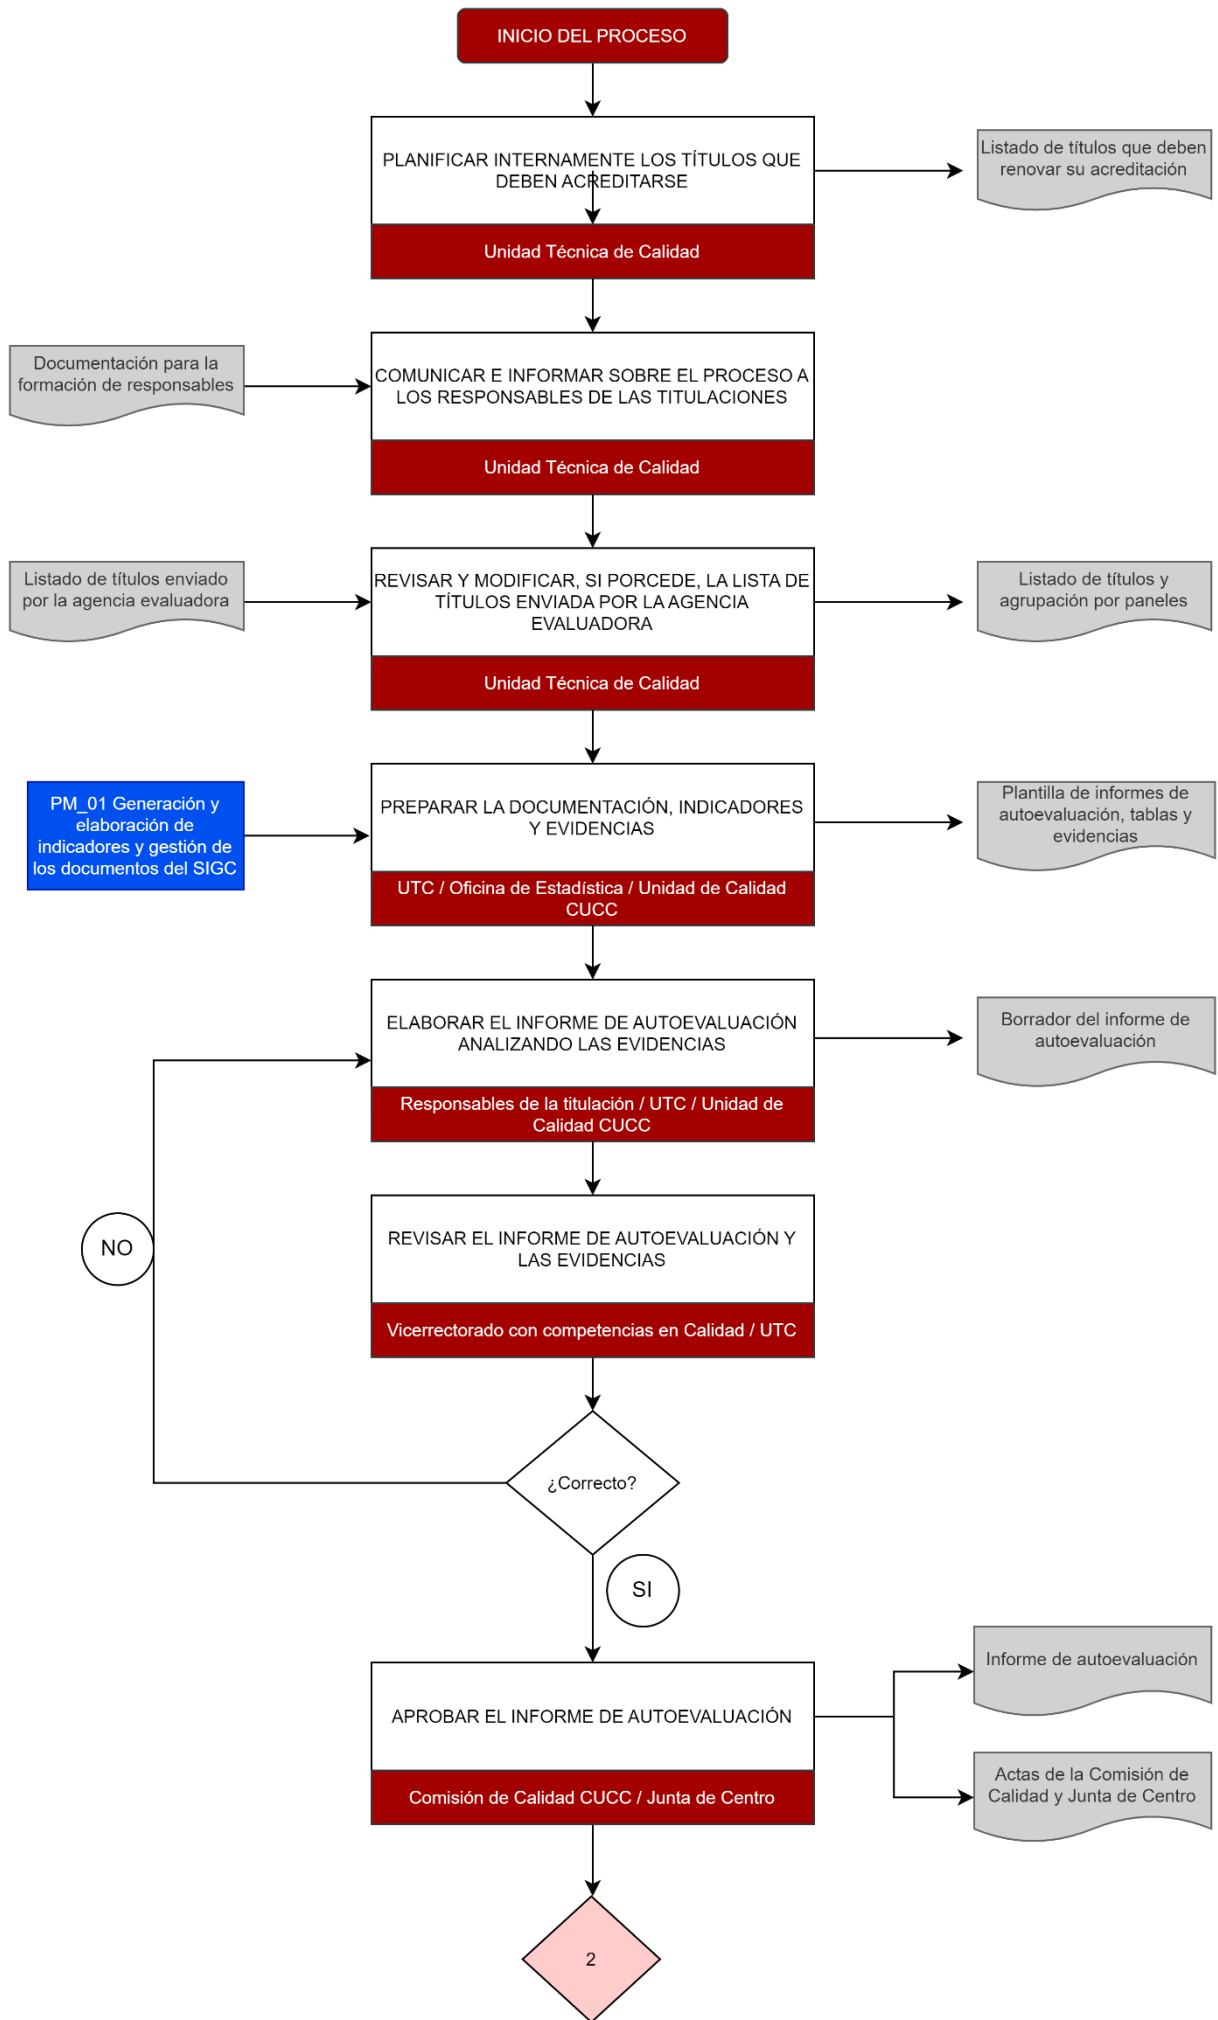 INICIO DEL PROCESO
PLANIFICAR INTERNAMENTE LOS TÍTULOS QUE
DEBEN ACREDITARSE
Unidad Técnica de Calidad
Listado de títulos que deben
renovar su acreditación
Documentación para la
formación de responsables
COMUNICAR E INFORMAR SOBRE EL PROCESO A
LOS RESPONSABLES DE LAS TITULACIONES
Unidad Técnica de Calidad
Listado de títulos enviado
por la agencia evaluadora
REVISAR Y MODIFICAR, SI PORCEDE, LA LISTA DE
TÍTULOS ENVIADA POR LA AGENCIA
EVALUADORA
Unidad Técnica de Calidad
Listado de títulos y
agrupación por paneles
PM_01 Generación y
elaboración de
indicadores y gestión de
los documentos del SIGC
PREPARAR LA DOCUMENTACIÓN, INDICADORES
Y EVIDENCIAS
UTC / Oficina de Estadística / Unidad de Calidad
CUCC
Plantilla de informes de
autoevaluación, tablas y
evidencias
ELABORAR EL INFORME DE AUTOEVALUACIÓN
ANALIZANDO LAS EVIDENCIAS
Responsables de la titulación / UTC / Unidad de
Calidad CUCC
Borrador del informe de
autoevaluación
REVISAR EL INFORME DE AUTOEVALUACIÓN Y
LAS EVIDENCIAS
Vicerrectorado con competencias en Calidad / UTC
NO
¿Correcto?
SI
APROBAR EL INFORME DE AUTOEVALUACIÓN
Comisión de Calidad CUCC / Junta de Centro
Informe de autoevaluación
Actas de la Comisión de
Calidad y Junta de Centro
2